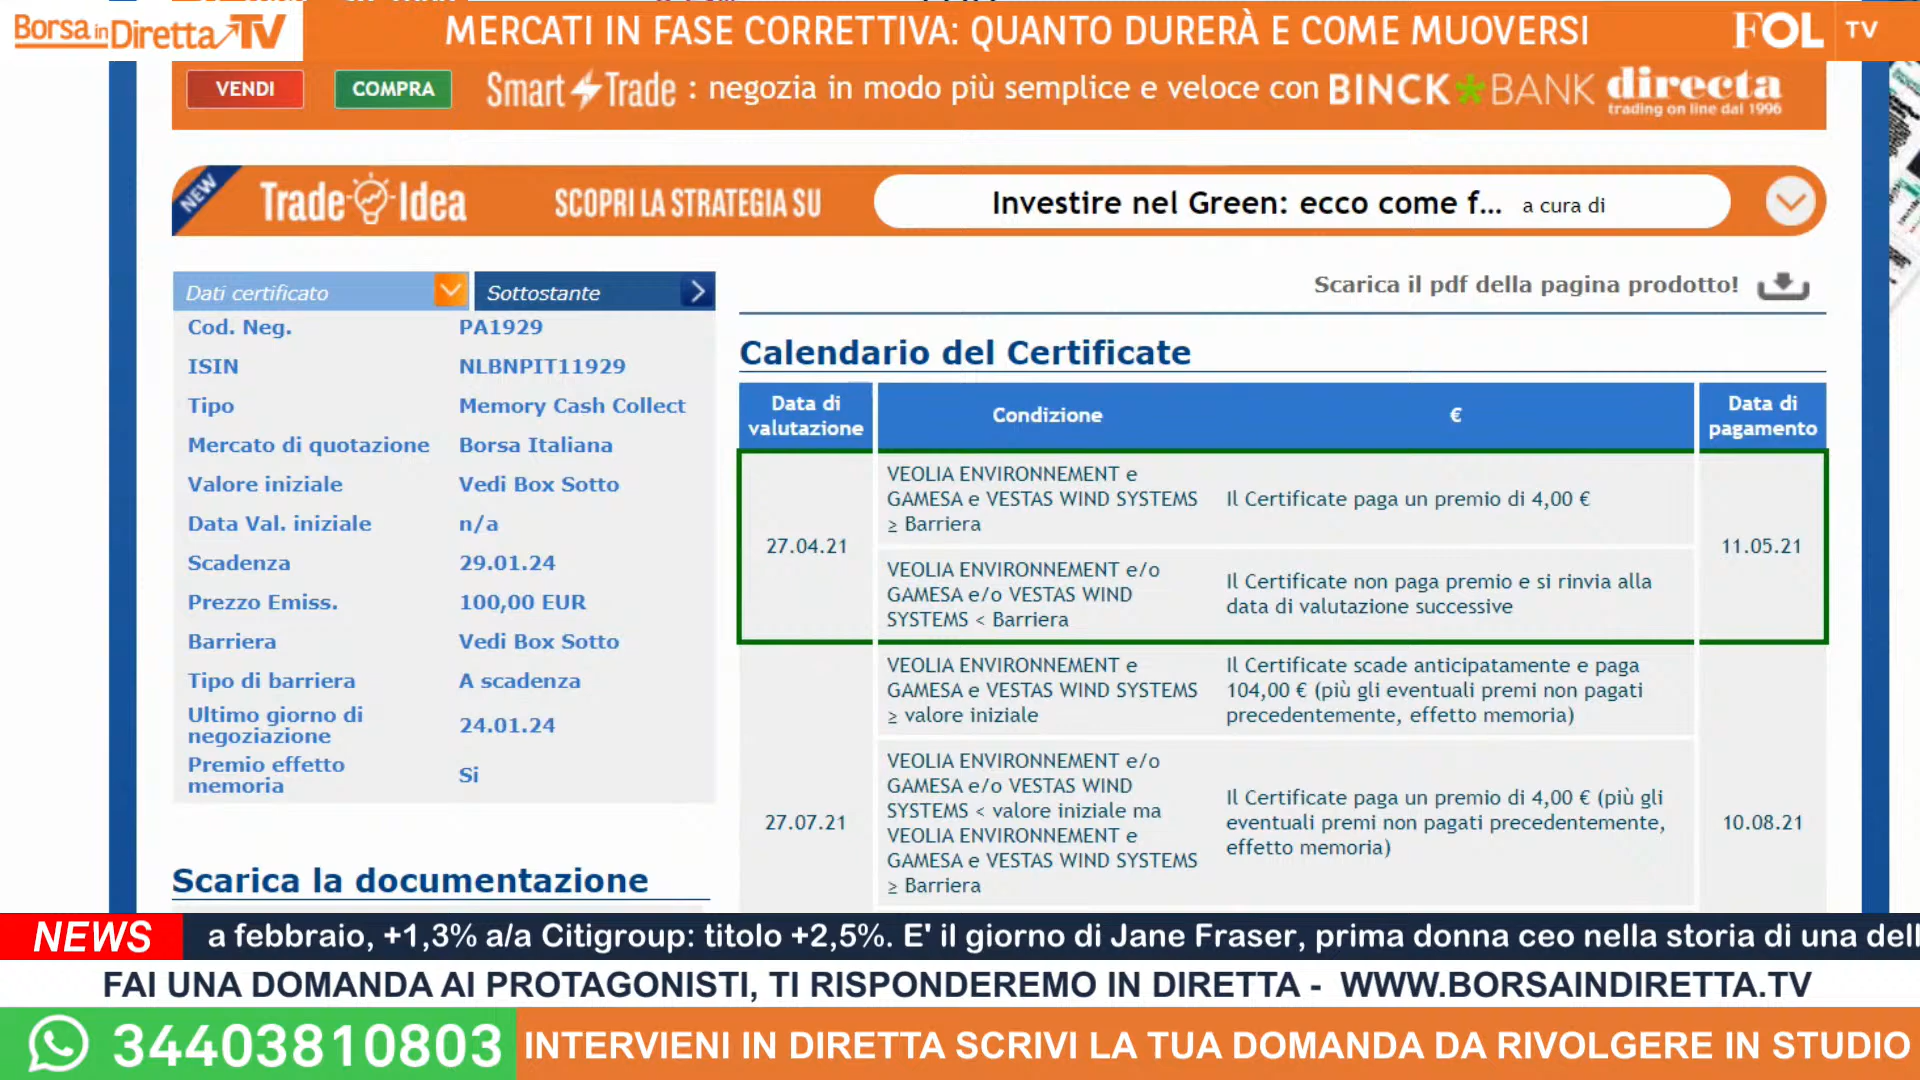 Borsa in Diretta TV
MERCATI IN FASE CORRETTIVA: QUANTO DURERÀ E COME MUOVERSI
FOL TV
VENDI
COMPRA
Smart Trade : negozia in modo più semplice e veloce con BINCK BANK directa
trading on line dal 1996
NEW
Trade Idea
SCOPRI LA STRATEGIA SU
Investire nel Green: ecco come f... a cura di
Dati certificato
Sottostante
Scarica il pdf della pagina prodotto!
Cod. Neg. PA1929
ISIN NLBNPIT11929
Tipo Memory Cash Collect
Mercato di quotazione Borsa Italiana
Valore iniziale Vedi Box Sotto
Data Val. iniziale n/a
Scadenza 29.01.24
Prezzo Emiss. 100,00 EUR
Barriera Vedi Box Sotto
Tipo di barriera A scadenza
Ultimo giorno di
negoziazione 24.01.24
Premio effetto
memoria Si
Scarica la documentazione
Calendario del Certificate
Data di
valutazione
Condizione
€
Data di
pagamento
27.04.21
VEOLIA ENVIRONNEMENT e
GAMESA e VESTAS WIND SYSTEMS
≥ Barriera
Il Certificate paga un premio di 4,00 €
11.05.21
VEOLIA ENVIRONNEMENT e/o
GAMESA e/o VESTAS WIND
SYSTEMS < Barriera
Il Certificate non paga premio e si rinvia alla
data di valutazione successive
27.07.21
VEOLIA ENVIRONNEMENT e
GAMESA e VESTAS WIND SYSTEMS
≥ valore iniziale
Il Certificate scade anticipatamente e paga
104,00 € (più gli eventuali premi non pagati
precedentemente, effetto memoria)
VEOLIA ENVIRONNEMENT e/o
GAMESA e/o VESTAS WIND
SYSTEMS < valore iniziale ma
VEOLIA ENVIRONNEMENT e
GAMESA e VESTAS WIND SYSTEMS
≥ Barriera
Il Certificate paga un premio di 4,00 € (più gli
eventuali premi non pagati precedentemente,
effetto memoria)
10.08.21
NEWS
a febbraio, +1,3% a/a Citigroup: titolo +2,5%. E' il giorno di Jane Fraser, prima donna ceo nella storia di una dell
FAI UNA DOMANDA AI PROTAGONISTI, TI RISPONDEREMO IN DIRETTA - WWW.BORSAINDIRETTA.TV
34403810803
INTERVIENI IN DIRETTA SCRIVI LA TUA DOMANDA DA RIVOLGERE IN STUDIO